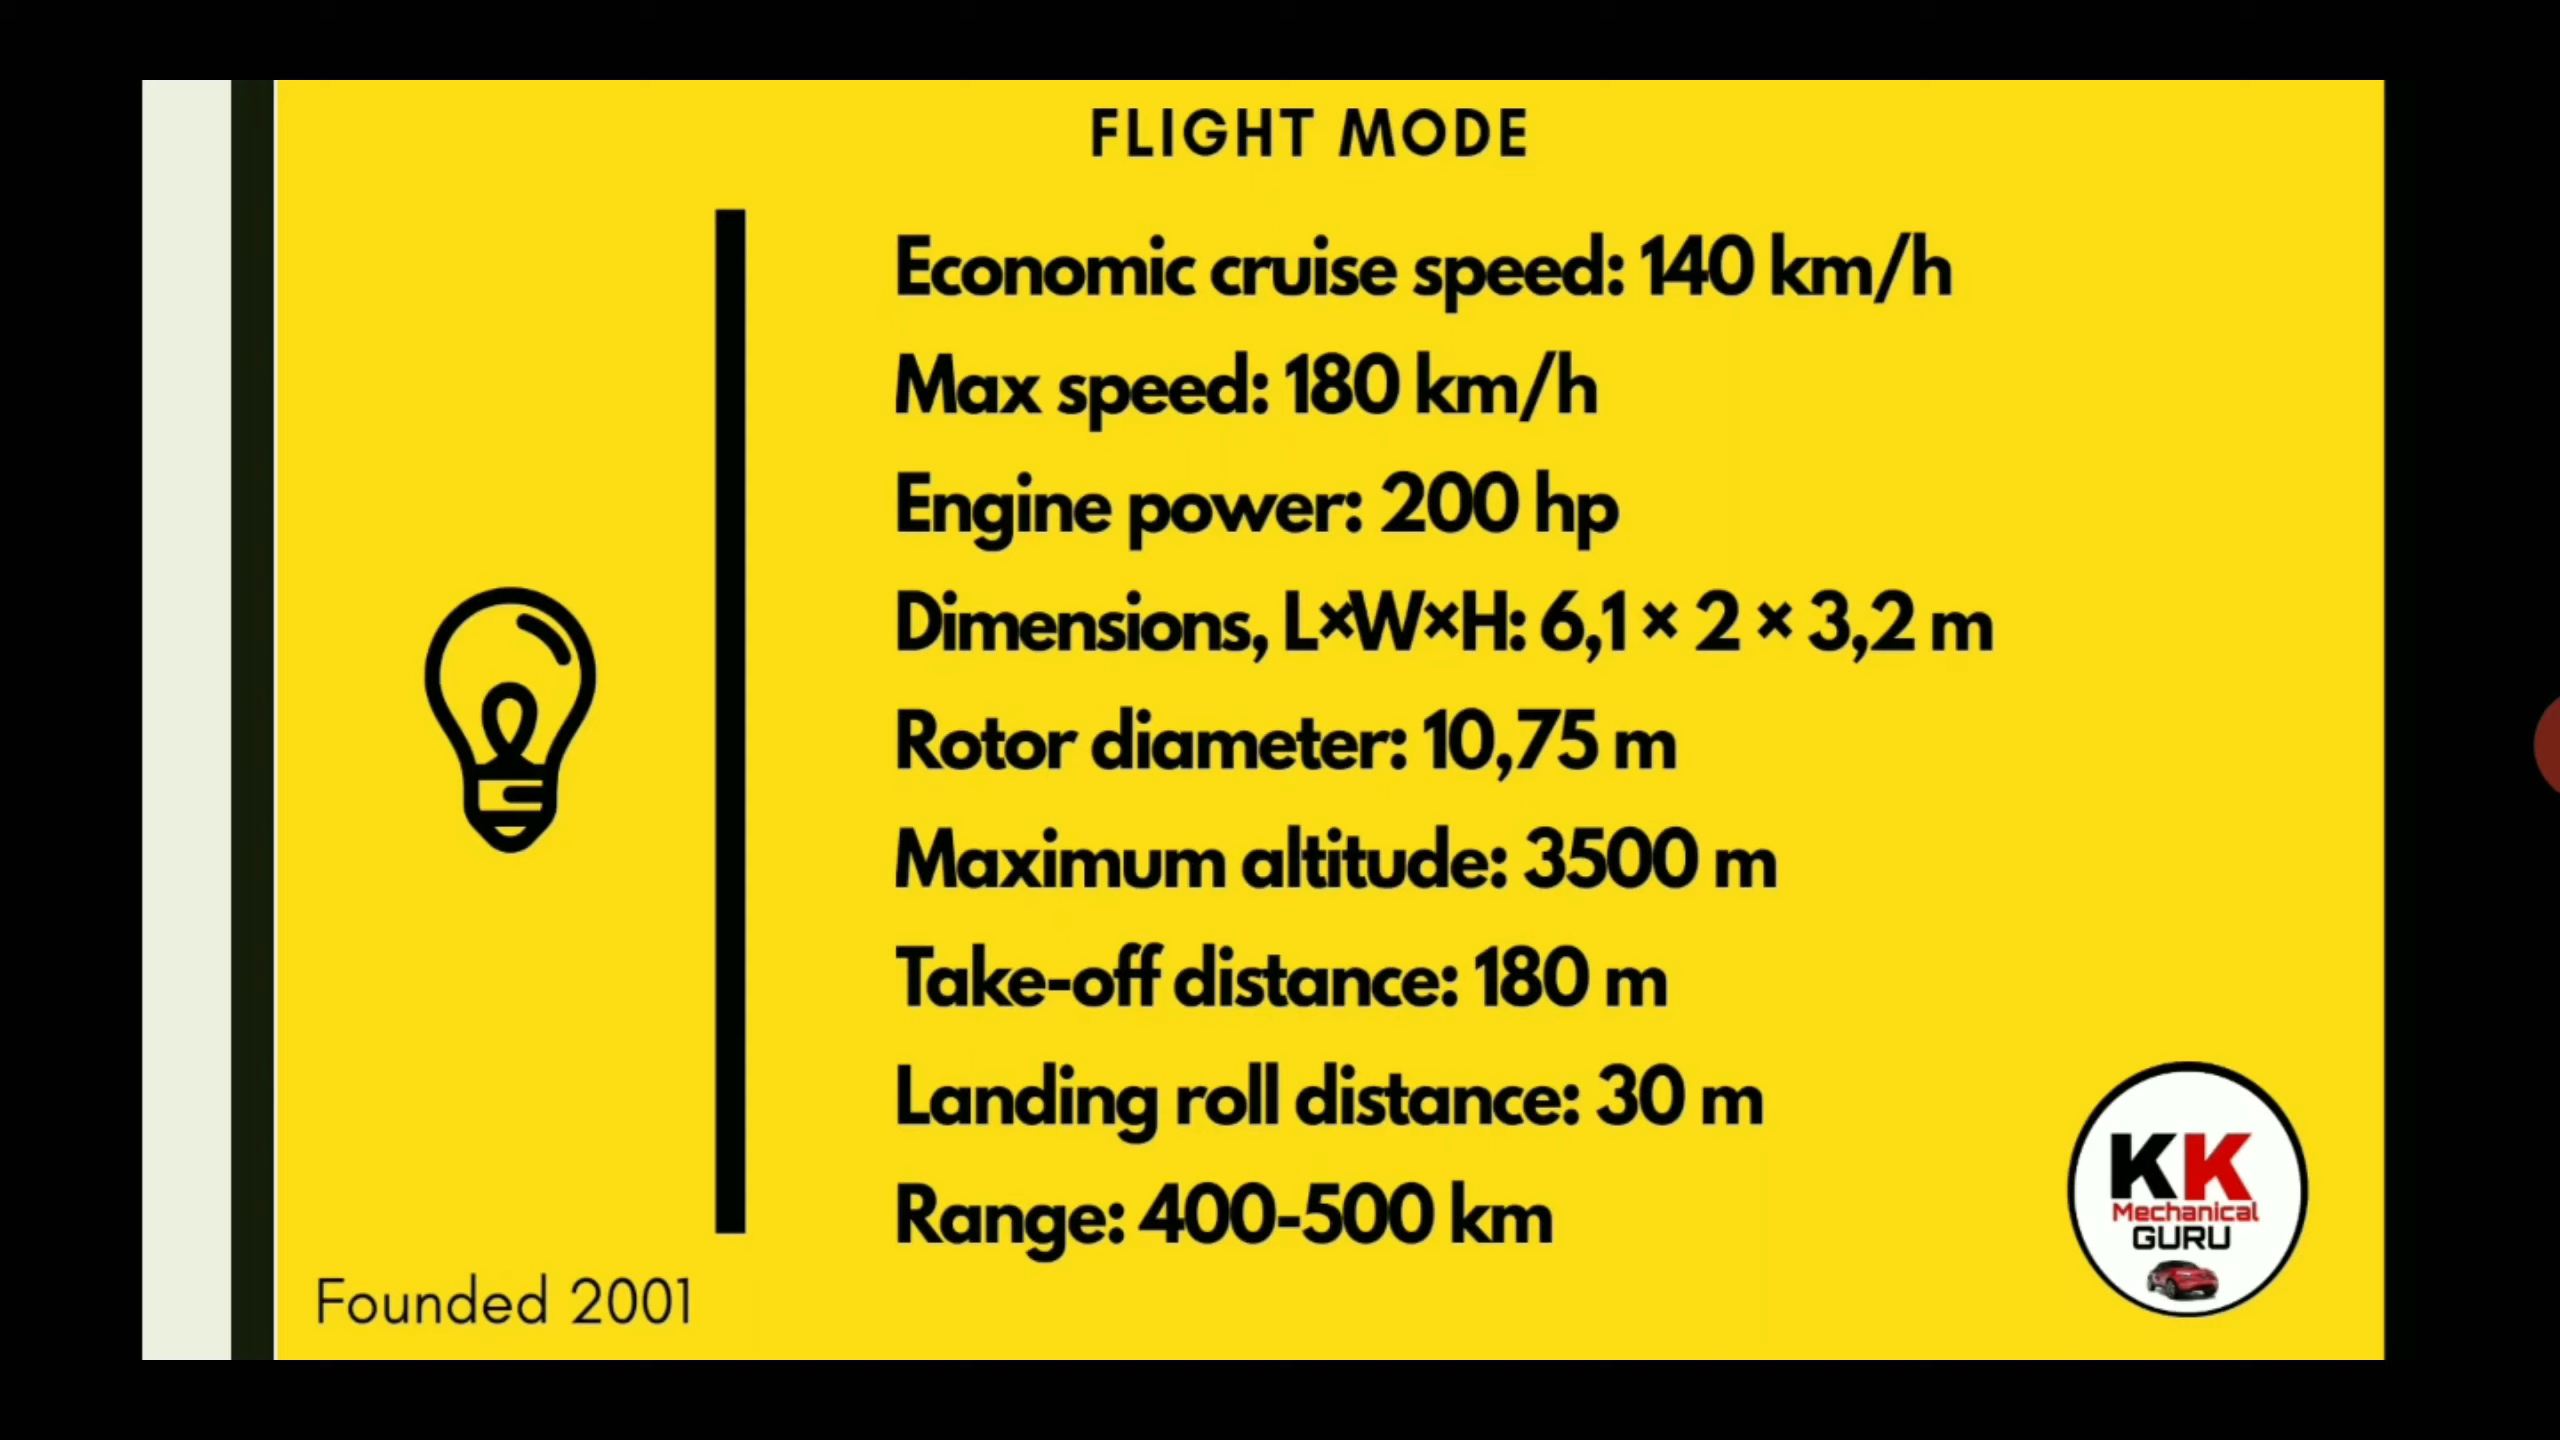 FLIGHT MODE
Economic cruise speed: 140 km/h
Max speed: 180 km/h
Engine power: 200 hp
Dimensions, L×W×H: 6,1 × 2 × 3,2 m
Rotor diameter: 10,75 m
Maximum altitude: 3500 m
Take-off distance: 180 m
Landing roll distance: 30 m
Range: 400-500 km
Founded 2001
KK
Mechanical
GURU